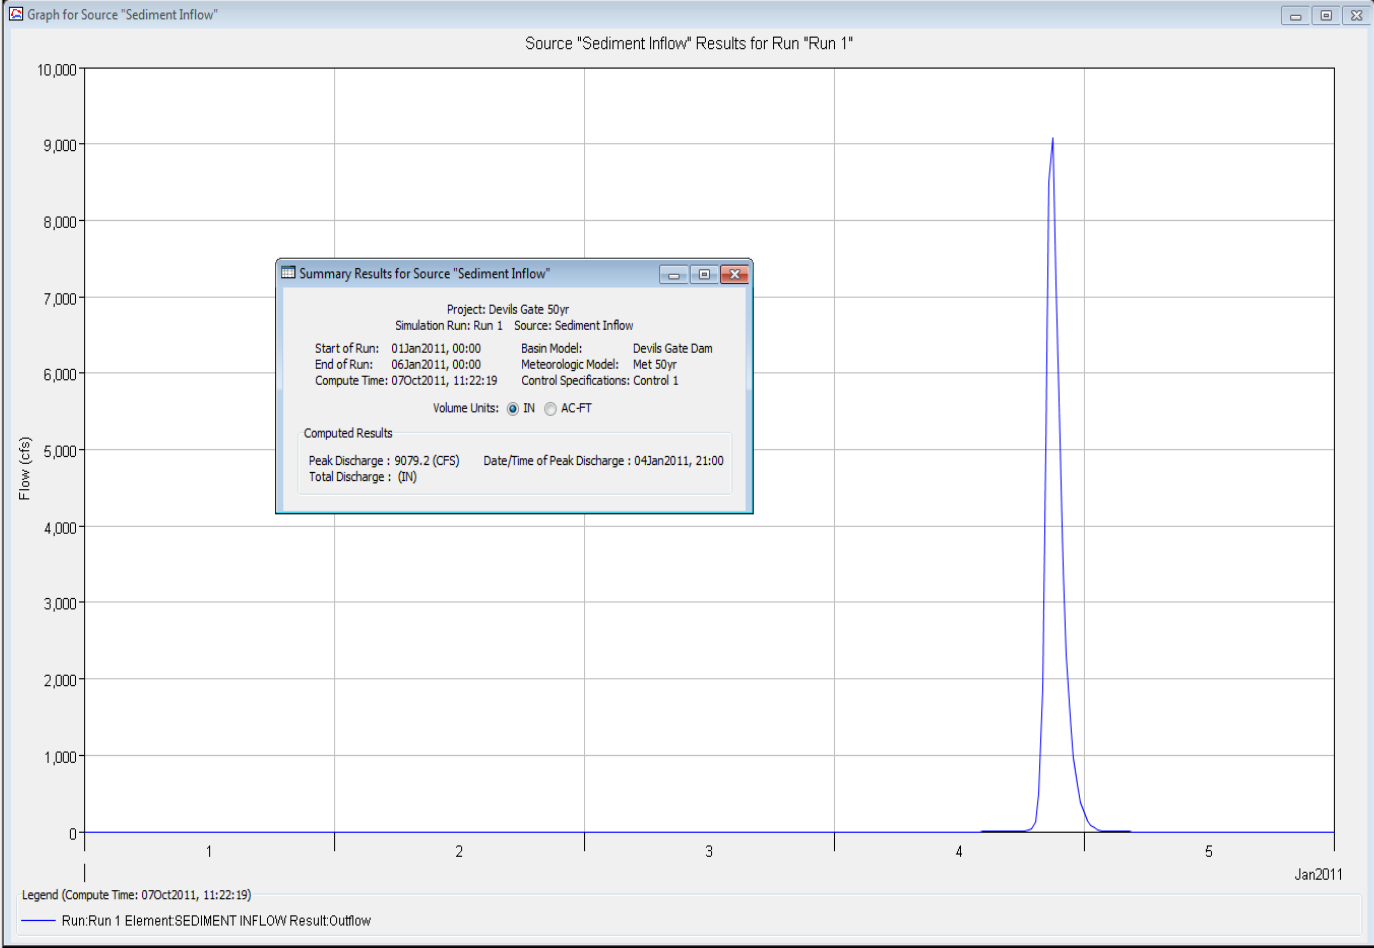 Graph for Source "Sediment Inflow"
Source "Sediment Inflow" Results for Run "Run 1"
10,000
9,000
8,000
7,000
6,000
5,000
4,000
3,000
2,000
1,000
0
Flow (cfs)
Summary Results for Source "Sediment Inflow"
Project: Devils Gate 50yr
Simulation Run: Run 1 Source: Sediment Inflow
Start of Run: 01Jan2011, 00:00 Basin Model: Devils Gate Dam
End of Run: 06Jan2011, 00:00 Meteorologic Model: Met 50yr
Compute Time: 07Oct2011, 11:22:19 Control Specifications: Control 1
Volume Units: IN AC-FT
Computed Results
Peak Discharge : 9079.2 (CFS) Date/Time of Peak Discharge : 04Jan2011, 21:00
Total Discharge : (IN)
1 2 3 4 5
Jan2011
Legend (Compute Time: 07Oct2011, 11:22:19)
Run:Run 1 Element:SEDIMENT INFLOW Result:Outflow